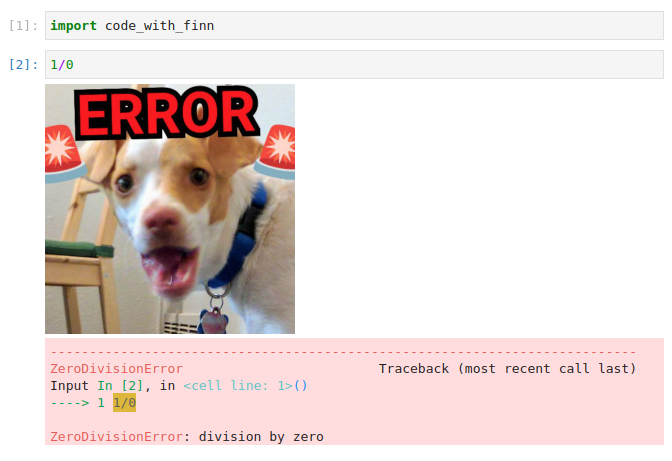 [1]: import code_with_finn
[2]: 1/0
ERROR
---------------------------------------------------------------------------
ZeroDivisionError                         Traceback (most recent call last)
Input In [2], in <cell line: 1>()
----> 1 1/0

ZeroDivisionError: division by zero